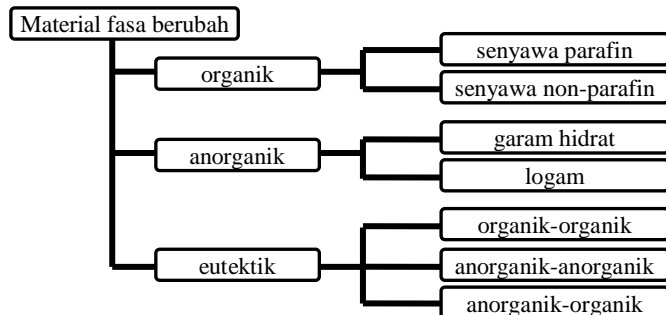 Material fasa berubah
organik
senyawa parafin
senyawa non-parafin
anorganik
garam hidrat
logam
eutektik
organik-organik
anorganik-anorganik
anorganik-organik